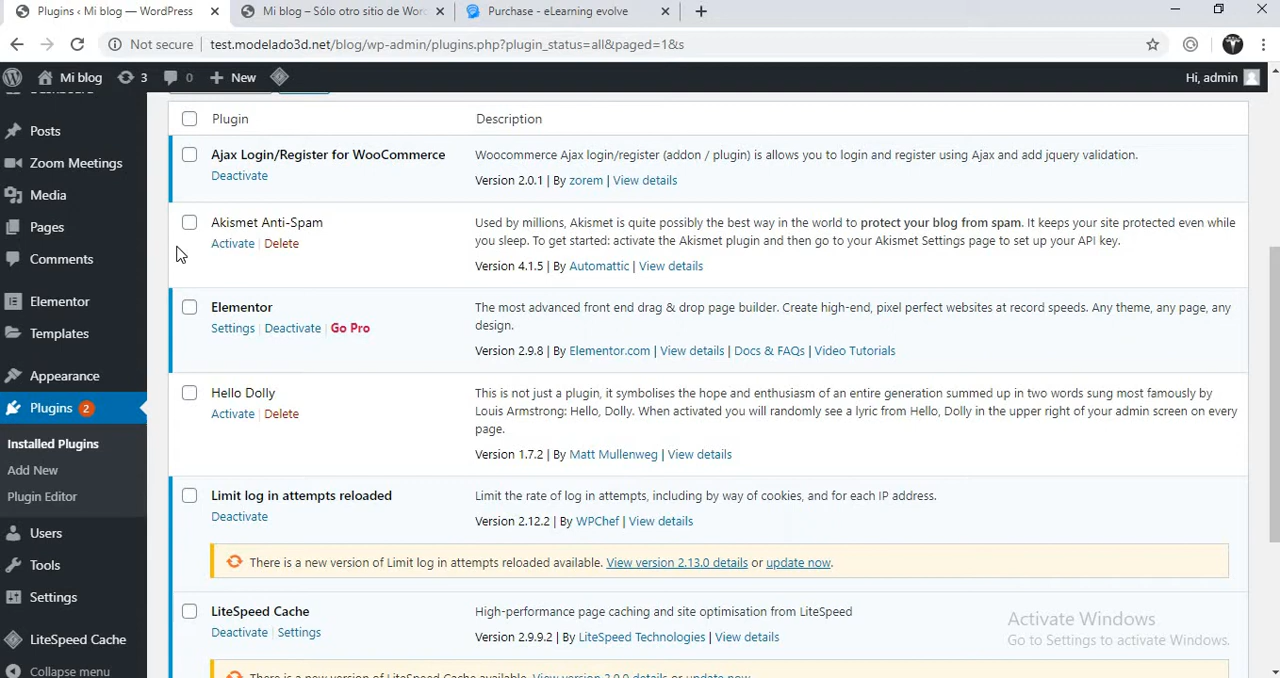 Plugins ‹ Mi blog — WordPress
Mi blog – Sólo otro sitio de Wor
Purchase - eLearning evolve
Not secure
test.modelado3d.net/blog/wp-admin/plugins.php?plugin_status=all&paged=1&s
Mi blog
3
0
New
Hi, admin
Posts
Zoom Meetings
Media
Pages
Comments
Elementor
Templates
Appearance
Plugins 2
Installed Plugins
Add New
Plugin Editor
Users
Tools
Settings
LiteSpeed Cache
Collapse menu
Plugin
Description
Ajax Login/Register for WooCommerce
Deactivate
Woocommerce Ajax login/register (addon / plugin) is allows you to login and register using Ajax and add jquery validation.
Version 2.0.1 | By zorem | View details
Akismet Anti-Spam
Activate | Delete
Used by millions, Akismet is quite possibly the best way in the world to protect your blog from spam. It keeps your site protected even while
you sleep. To get started: activate the Akismet plugin and then go to your Akismet Settings page to set up your API key.
Version 4.1.5 | By Automattic | View details
Elementor
Settings | Deactivate | Go Pro
The most advanced front end drag & drop page builder. Create high-end, pixel perfect websites at record speeds. Any theme, any page, any
design.
Version 2.9.8 | By Elementor.com | View details | Docs & FAQs | Video Tutorials
Hello Dolly
Activate | Delete
This is not just a plugin, it symbolises the hope and enthusiasm of an entire generation summed up in two words sung most famously by
Louis Armstrong: Hello, Dolly. When activated you will randomly see a lyric from Hello, Dolly in the upper right of your admin screen on every
page.
Version 1.7.2 | By Matt Mullenweg | View details
Limit log in attempts reloaded
Deactivate
Limit the rate of log in attempts, including by way of cookies, and for each IP address.
Version 2.12.2 | By WPChef | View details
There is a new version of Limit log in attempts reloaded available. View version 2.13.0 details or update now.
LiteSpeed Cache
Deactivate | Settings
High-performance page caching and site optimisation from LiteSpeed
Version 2.9.9.2 | By LiteSpeed Technologies | View details
There is a new version of LiteSpeed Cache available. View version 3.0.0 details or update now.
Activate Windows
Go to Settings to activate Windows.